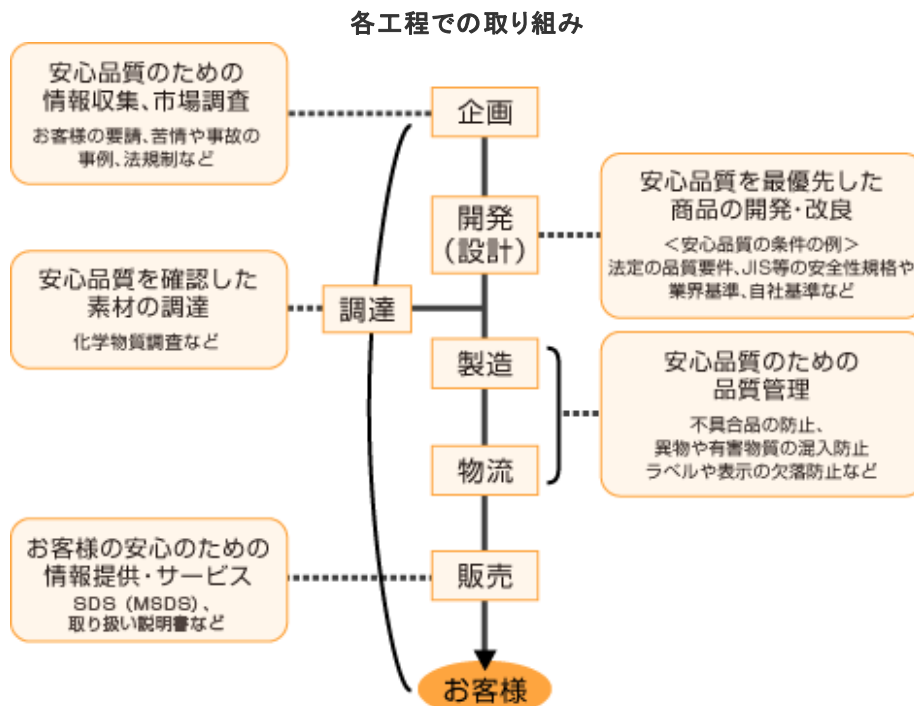 各工程での取り組み
安心品質のための
情報収集、市場調査
お客様の要請、苦情や事故の
事例、法規制など
企画
開発
(設計)
安心品質を最優先した
商品の開発・改良
<安心品質の条件の例>
法定の品質要件、JIS等の安全性規格や
業界基準、自社基準など
安心品質を確認した
素材の調達
化学物質調査など
調達
製造
物流
安心品質のための
品質管理
不具合品の防止、
異物や有害物質の混入防止
ラベルや表示の欠落防止など
お客様の安心のための
情報提供・サービス
SDS (MSDS)、
取り扱い説明書など
販売
お客様